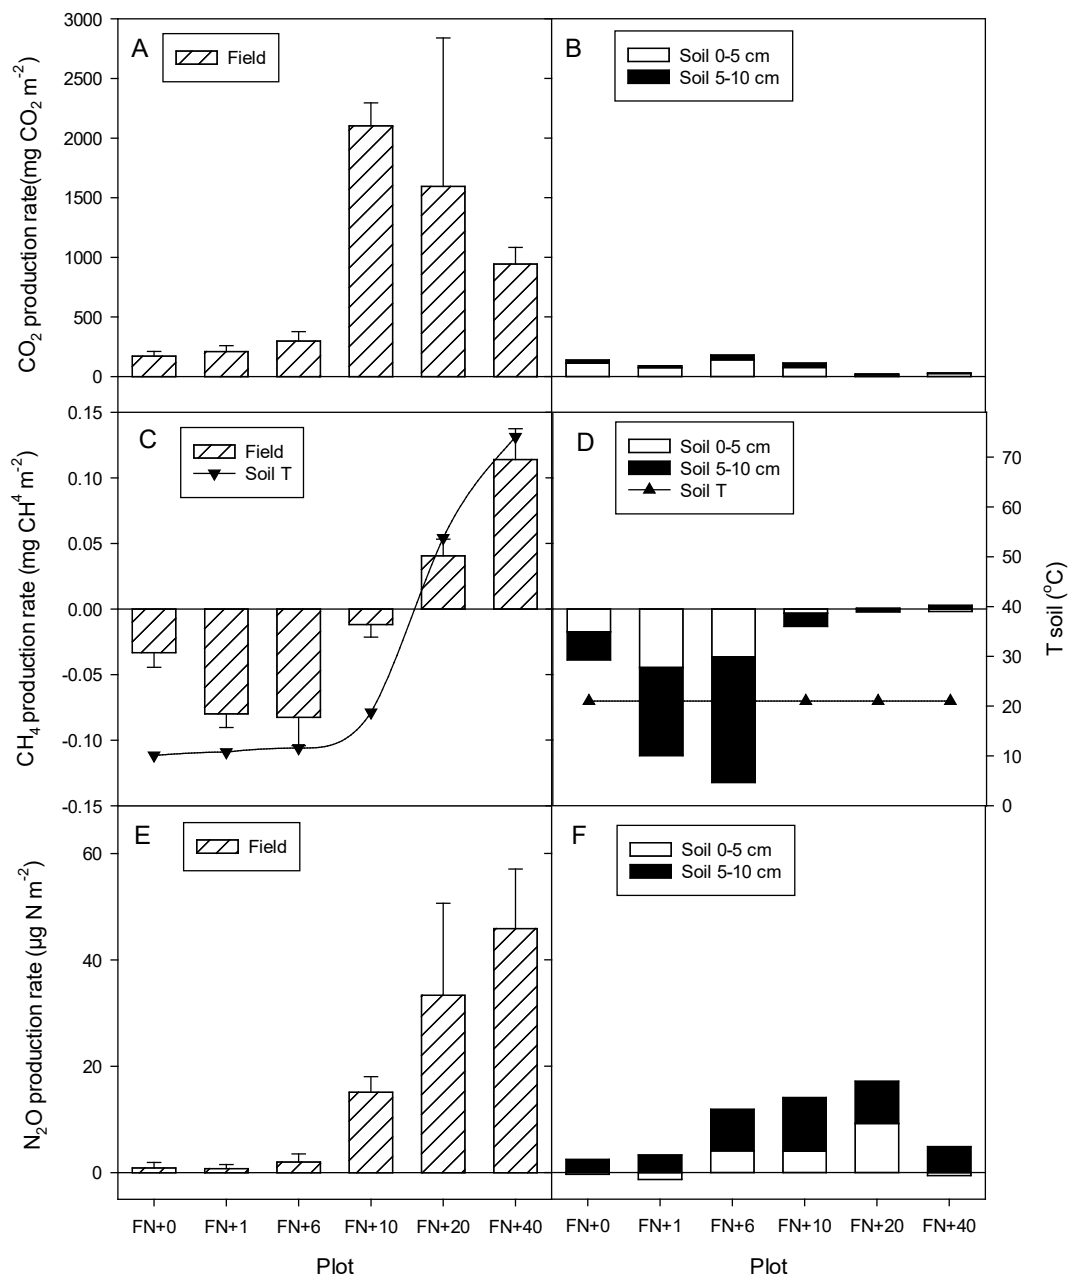 A
Field
B
Soil 0-5 cm
Soil 5-10 cm
CO₂ production rate(mg CO₂ m⁻²)
3000
2500
2000
1500
1000
500
0
C
Field
Soil T
D
Soil 0-5 cm
Soil 5-10 cm
Soil T
CH₄ production rate (mg CH⁴ m⁻²)
0.15
0.10
0.05
0.00
-0.05
-0.10
-0.15
70
60
50
40
30
20
10
0
T soil (°C)
E
Field
F
Soil 0-5 cm
Soil 5-10 cm
N₂O production rate (µg N m⁻²)
60
40
20
0
FN+0 FN+1 FN+6 FN+10 FN+20 FN+40
FN+0 FN+1 FN+6 FN+10 FN+20 FN+40
Plot
Plot